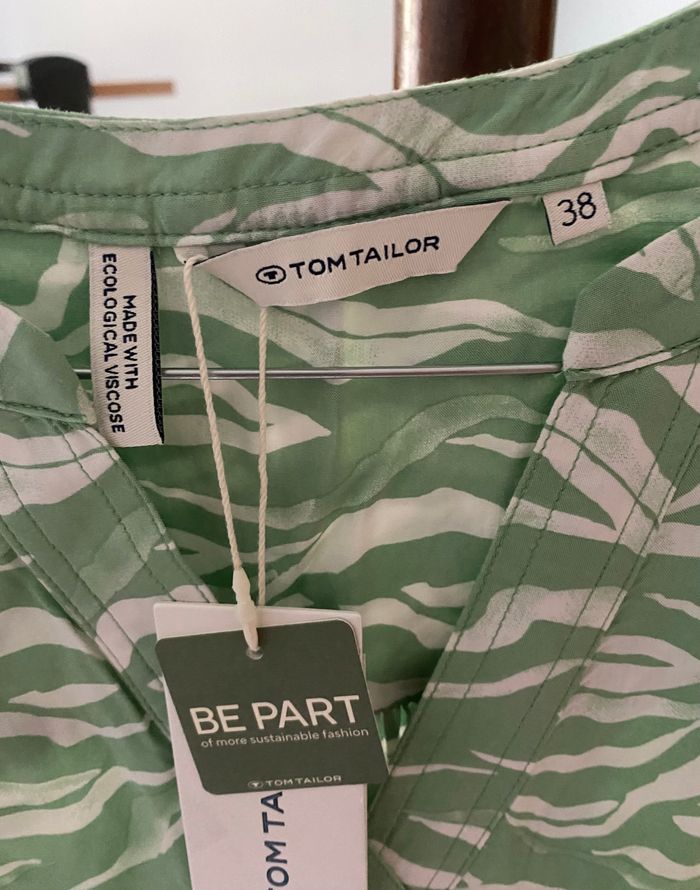 TOM TAILOR
38
MADE WITH
ECOLOGICAL VISCOSE
BE PART
of more sustainable fashion
TOM TAILOR
TOM TA